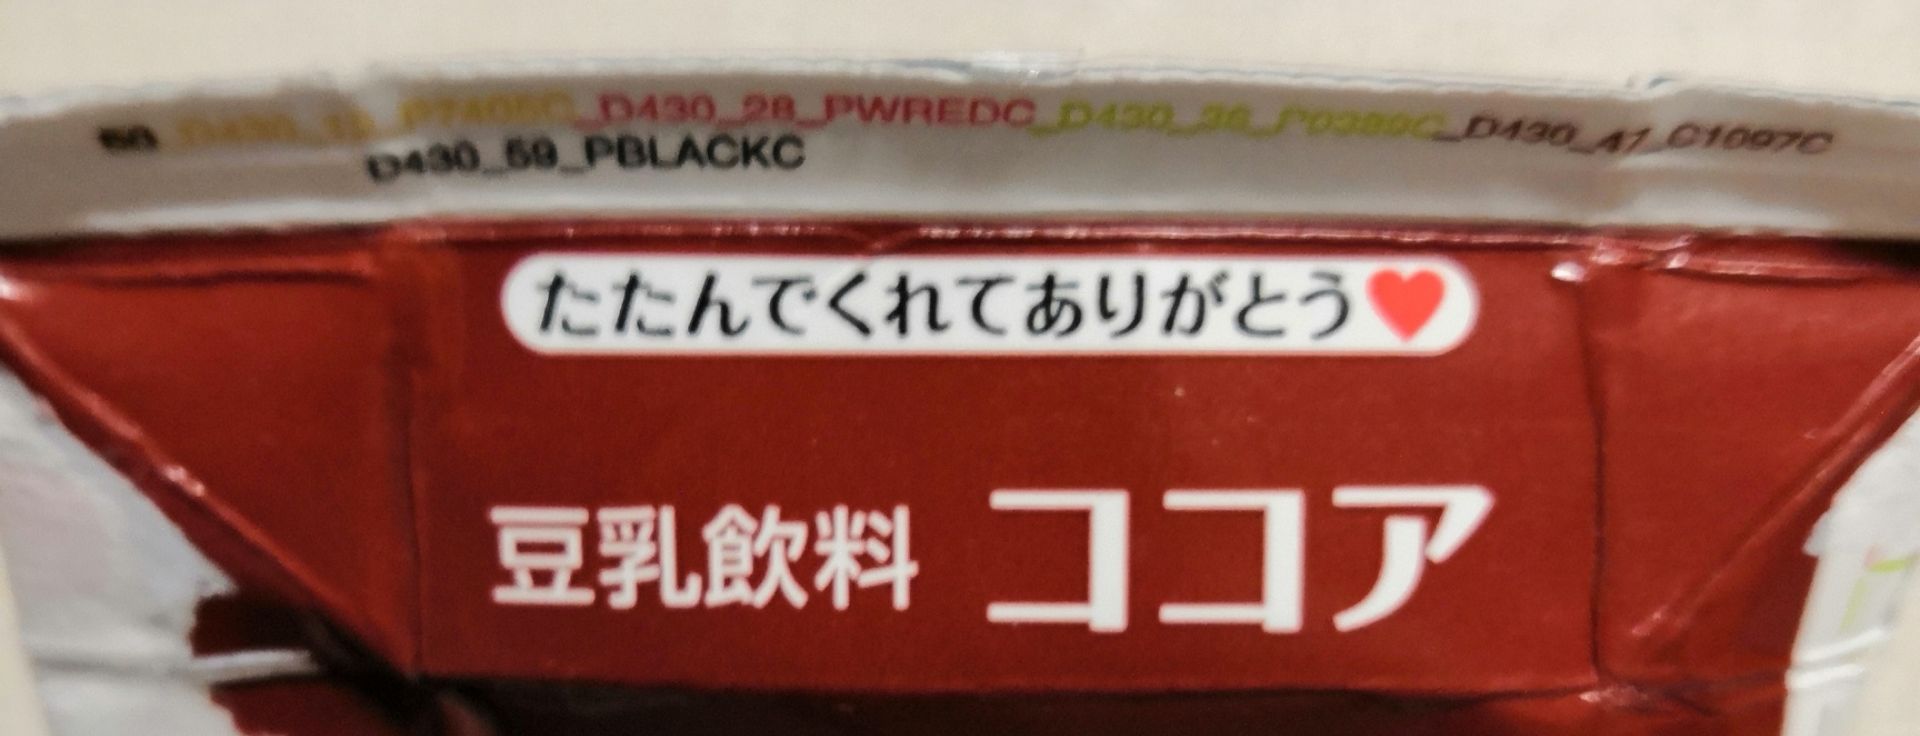 _D430_28_PWREDC_D430_36_P0389C_D430_41_C1097C
D430_59_PBLACKC
たたんでくれてありがとう♥
豆乳飲料 ココア